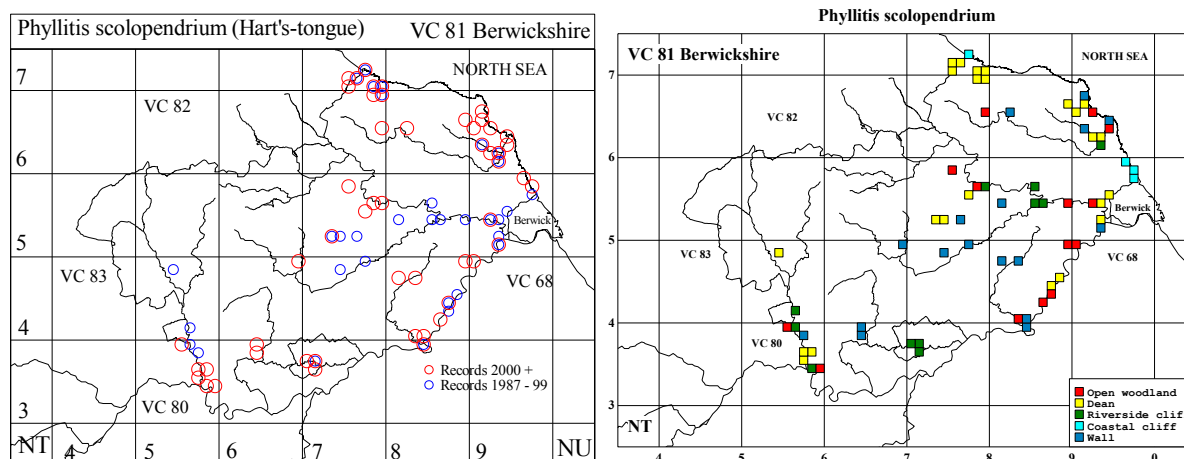 Phyllitis scolopendrium (Hart's-tongue) VC 81 Berwickshire
7
NORTH SEA
VC 82
6
Berwick
5
VC 83
VC 68
4
Records 2000 +
Records 1987 - 99
VC 80
3
NT 4 5 6 7 8 9 NU
Phyllitis scolopendrium
VC 81 Berwickshire
NORTH SEA
7
VC 82
6
Berwick
5
VC 83
VC 68
4
VC 80
Open woodland
Dean
Riverside clif
Coastal cliff
Wall
3
NT
4 5 6 7 8 9 0